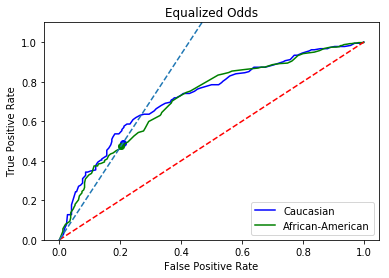 Equalized Odds
True Positive Rate
1.0
0.8
0.6
0.4
0.2
0.0
0.0 0.2 0.4 0.6 0.8 1.0
False Positive Rate
Caucasian
African-American